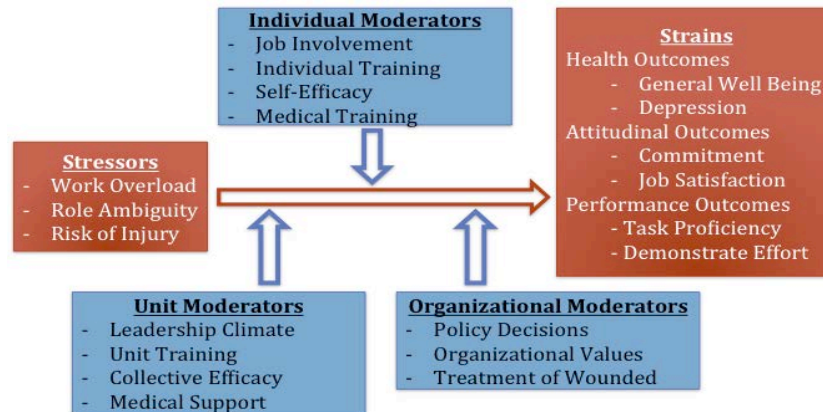 Individual Moderators
- Job Involvement
- Individual Training
- Self-Efficacy
- Medical Training
Stressors
- Work Overload
- Role Ambiguity
- Risk of Injury
Strains
Health Outcomes
- General Well Being
- Depression
Attitudinal Outcomes
- Commitment
- Job Satisfaction
Performance Outcomes
- Task Proficiency
- Demonstrate Effort
Unit Moderators
- Leadership Climate
- Unit Training
- Collective Efficacy
- Medical Support
Organizational Moderators
- Policy Decisions
- Organizational Values
- Treatment of Wounded